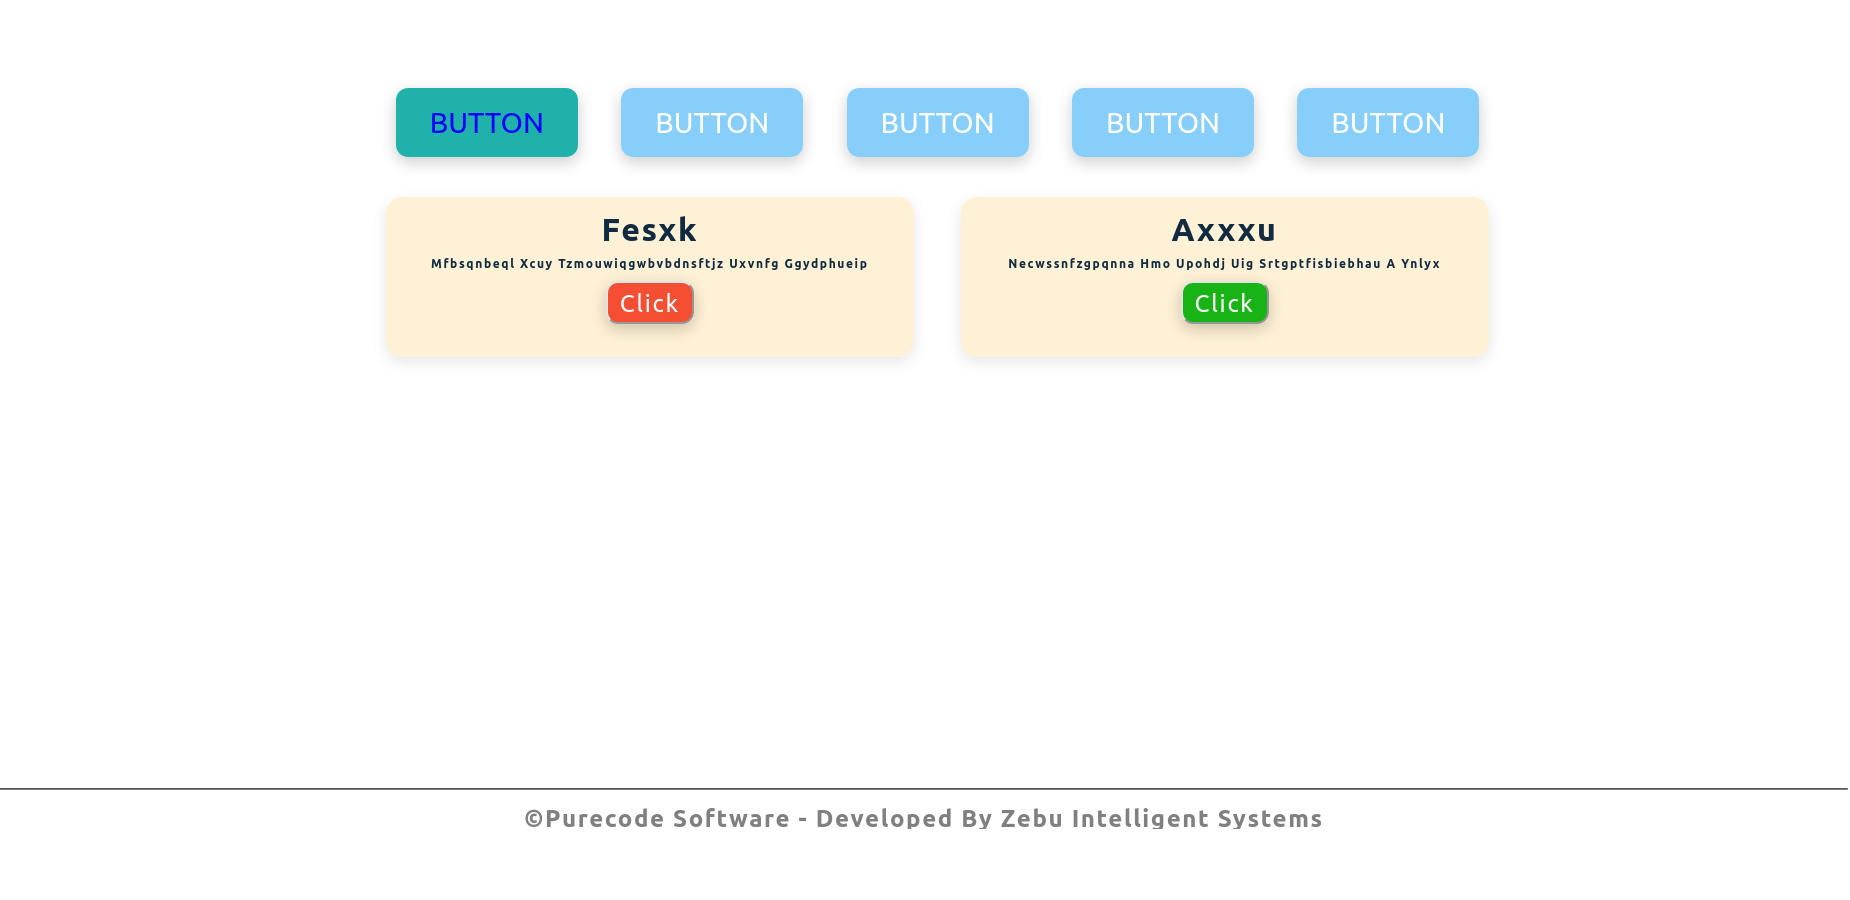 BUTTON BUTTON BUTTON BUTTON BUTTON
Fesxk
Mfbsqnbeql Xcuy Tzmouwiqgwbvbdnsftjz Uxvnfg Ggydphueip
Click
Axxxu
Necwssnfzgpqnna Hmo Upohdj Uig Srtgptfisbiebhau A Ynlyx
Click
©Purecode Software - Developed By Zebu Intelligent Systems